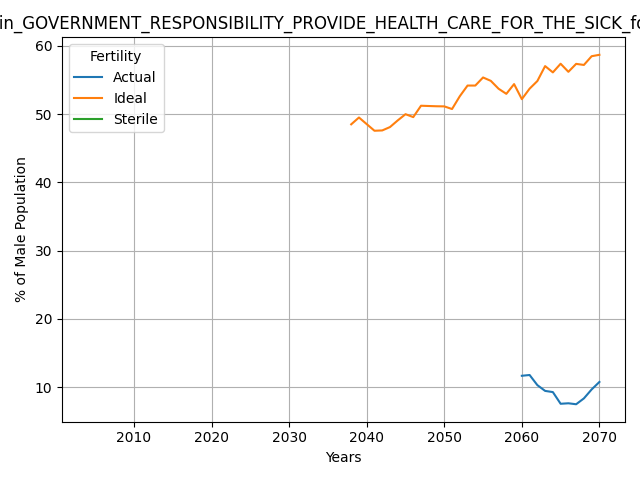 in_GOVERNMENT_RESPONSIBILITY_PROVIDE_HEALTH_CARE_FOR_THE_SICK_fo
Fertility
Actual
Ideal
Sterile
% of Male Population
60
50
40
30
20
10
2010 2020 2030 2040 2050 2060 2070
Years